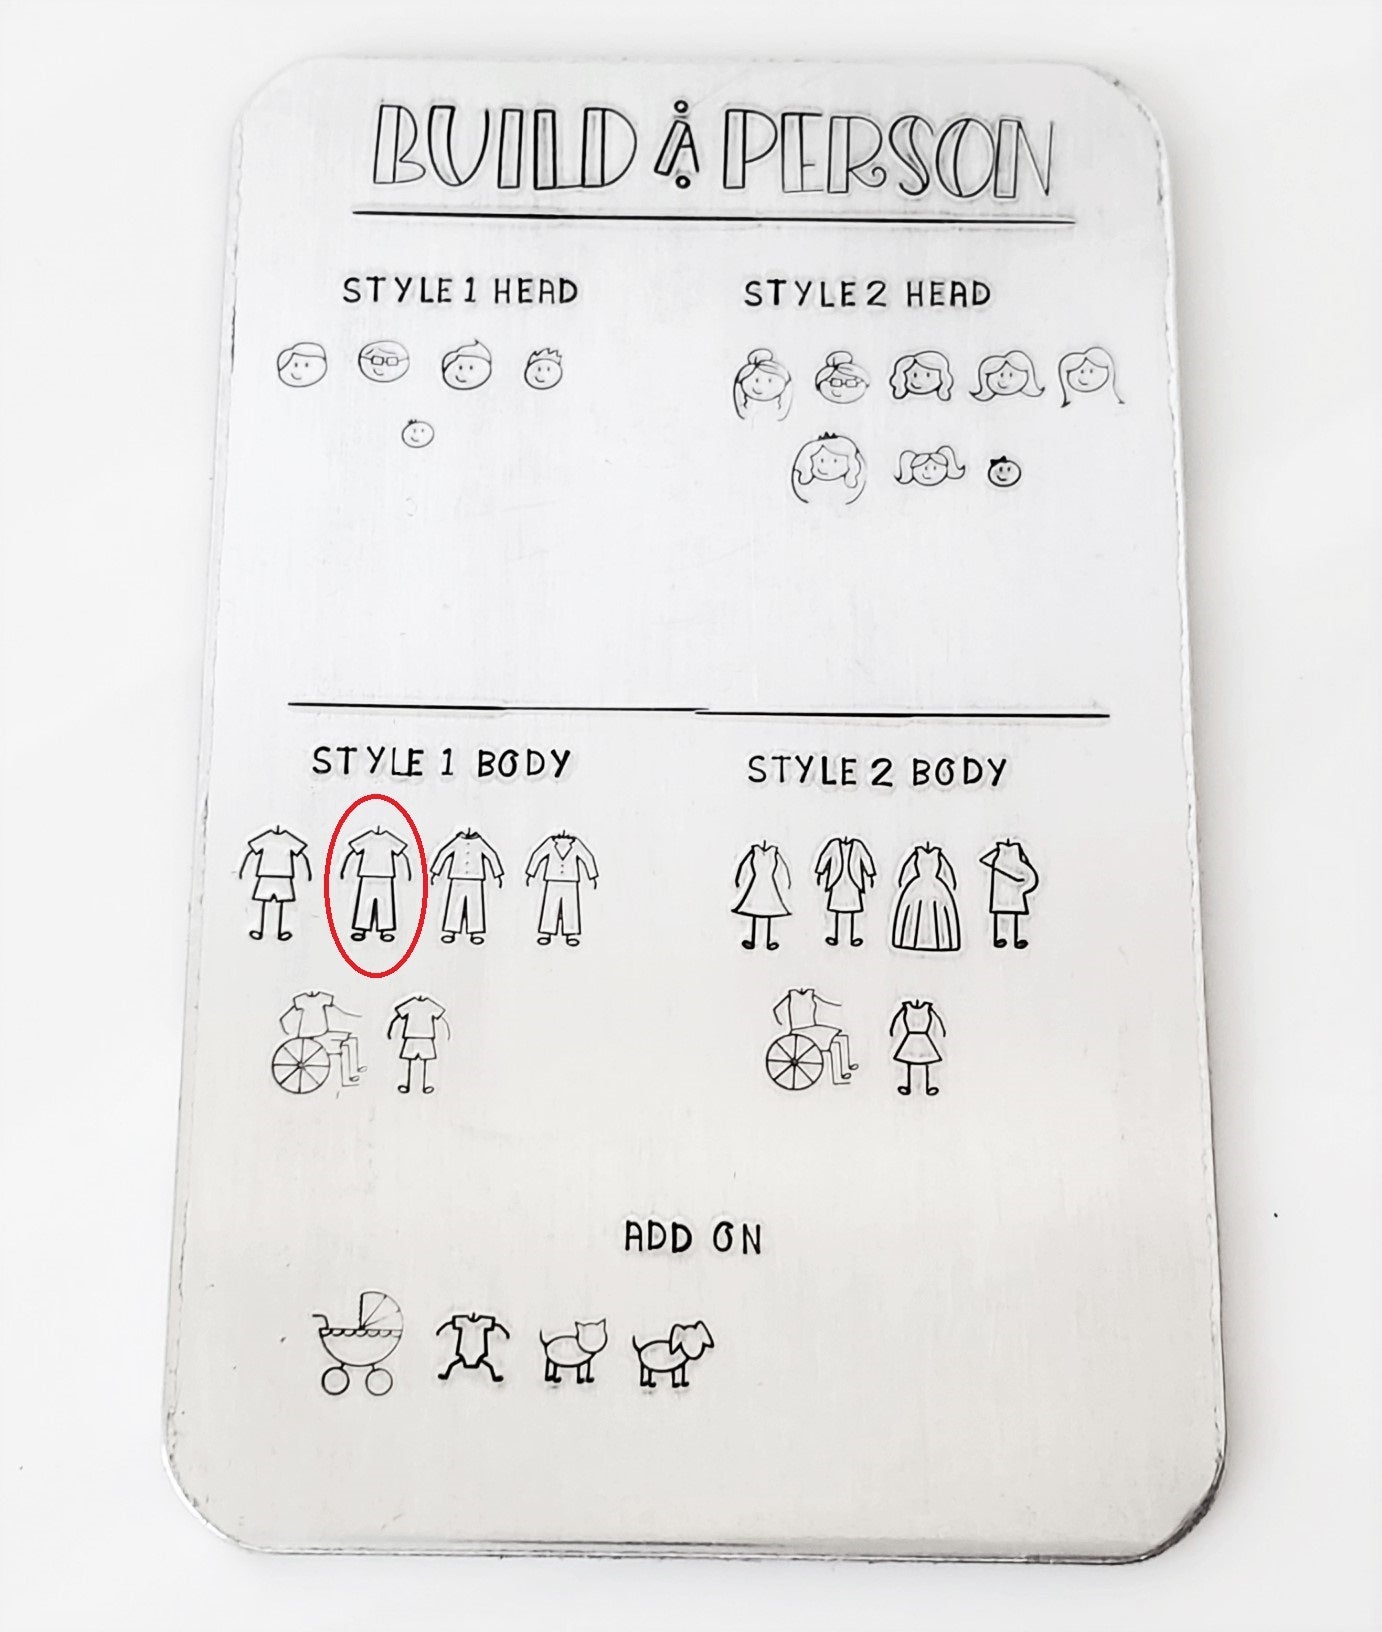 BUILD A PERSON
STYLE 1 HEAD
STYLE 2 HEAD
STYLE 1 BODY
STYLE 2 BODY
ADD ON